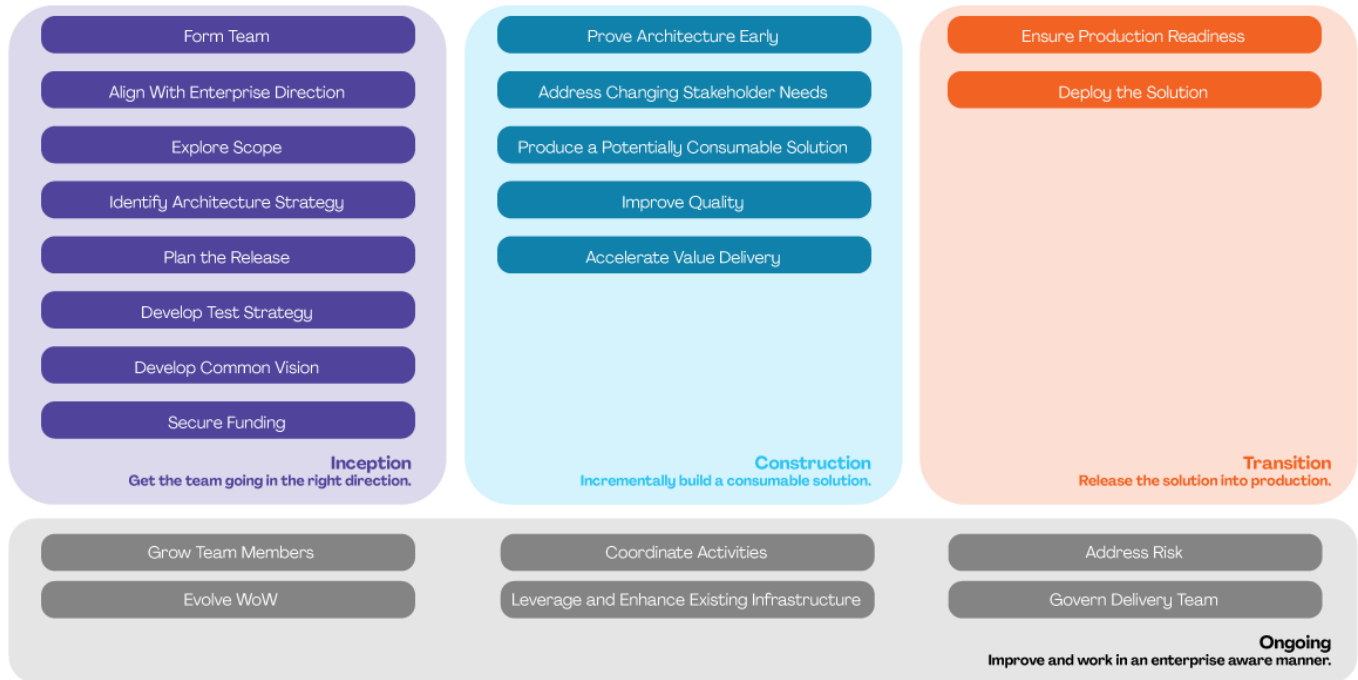 Form Team
Align With Enterprise Direction
Explore Scope
Identify Architecture Strategy
Plan the Release
Develop Test Strategy
Develop Common Vision
Secure Funding
Inception
Get the team going in the right direction.
Prove Architecture Early
Address Changing Stakeholder Needs
Produce a Potentially Consumable Solution
Improve Quality
Accelerate Value Delivery
Construction
Incrementally build a consumable solution.
Ensure Production Readiness
Deploy the Solution
Transition
Release the solution into production.
Grow Team Members
Evolve WoW
Coordinate Activities
Leverage and Enhance Existing Infrastructure
Address Risk
Govern Delivery Team
Ongoing
Improve and work in an enterprise aware manner.